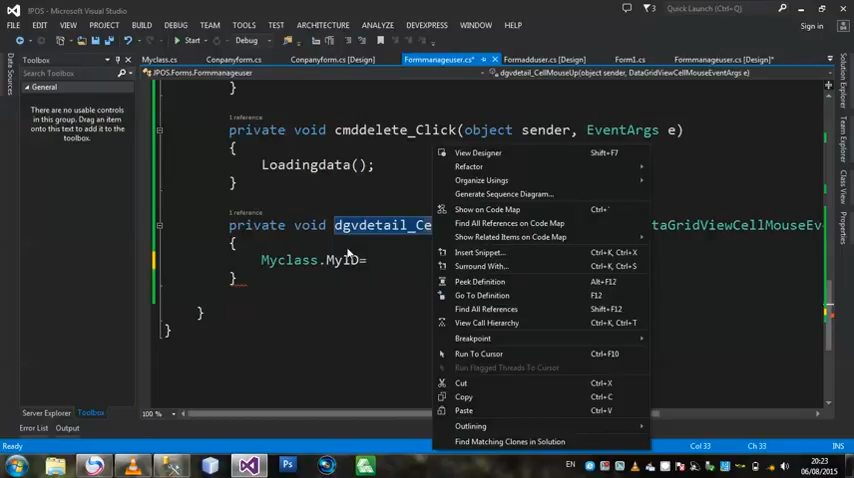 JPOS - Microsoft Visual Studio
3
Quick Launch (Ctrl+Q)
FILE EDIT VIEW PROJECT BUILD DEBUG TEAM TOOLS TEST ARCHITECTURE ANALYZE DEVEXPRESS WINDOW HELP
Sign in
Start Debug
Toolbox
Myclass.cs Conpanyform.cs Conpanyform.cs [Design] Formmanageuser.cs* Formadduser.cs [Design] Form1.cs Formmanageuser.cs [Design]*
Search Toolbox
JPOS.Forms.Formmanageuser
dgvdetail_CellMouseUp(object sender, DataGridViewCellMouseEventArgs e)
General
There are no usable controls
in this group. Drag an item
onto this text to add it to the
toolbox.
Data Sources
Solution Explorer
Team Explorer
Class View
Properties
}
1 reference
private void cmddelete_Click(object sender, EventArgs e)
{
Loadingdata();
}
1 reference
private void dgvdetail_Ce
DataGridViewCellMouseEv
{
Myclass.MyID=
}
}
}
View Designer Shift+F7
Refactor
Organize Usings
Generate Sequence Diagram...
Show on Code Map Ctrl+`
Find All References on Code Map
Show Related Items on Code Map
Insert Snippet... Ctrl+K, Ctrl+X
Surround With... Ctrl+K, Ctrl+S
Peek Definition Alt+F12
Go To Definition F12
Find All References Shift+F12
View Call Hierarchy Ctrl+K, Ctrl+T
Breakpoint
Run To Cursor Ctrl+F10
Run Flagged Threads To Cursor
Cut Ctrl+X
Copy Ctrl+C
Paste Ctrl+V
Outlining
Find Matching Clones in Solution
Server Explorer Toolbox
100 %
Error List Output
Ready
Col 33 Ch 33 INS
EN
20:23
06/08/2015